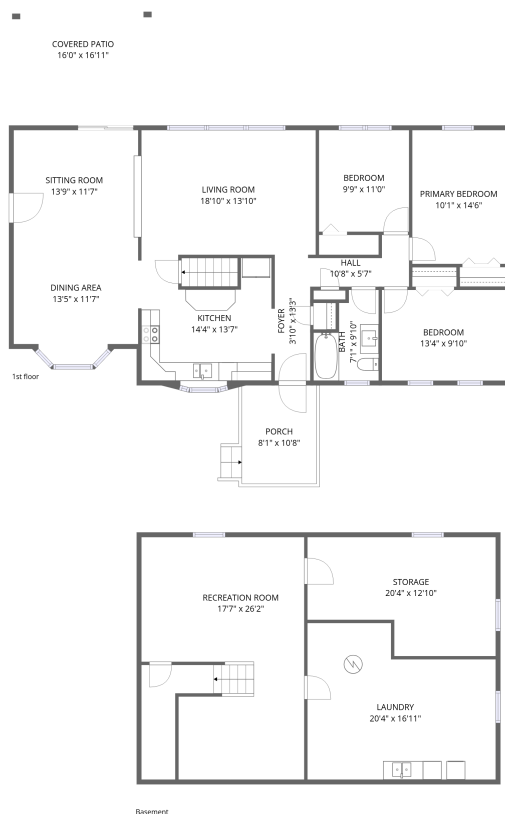 COVERED PATIO
16'0" x 16'11"
SITTING ROOM
13'9" x 11'7"
LIVING ROOM
18'10" x 13'10"
BEDROOM
9'9" x 11'0"
PRIMARY BEDROOM
10'1" x 14'6"
HALL
10'8" x 5'7"
DINING AREA
13'5" x 11'7"
KITCHEN
14'4" x 13'7"
FOYER
3'10" x 13'3"
BATH
7'1" x 9'10"
BEDROOM
13'4" x 9'10"
1st floor
PORCH
8'1" x 10'8"
STORAGE
20'4" x 12'10"
RECREATION ROOM
17'7" x 26'2"
LAUNDRY
20'4" x 16'11"
Basement